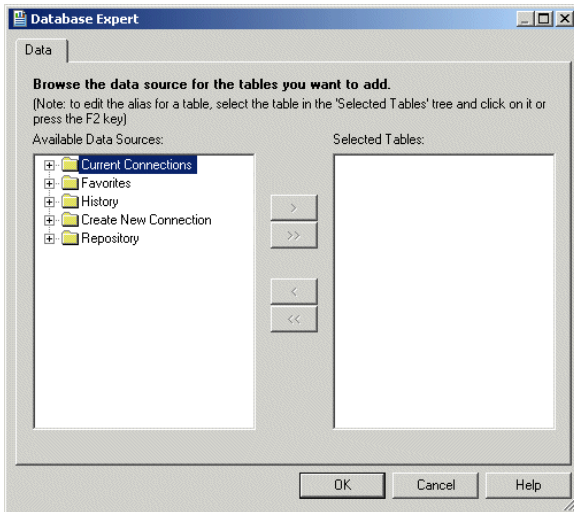 Database Expert
Data
Browse the data source for the tables you want to add.
(Note: to edit the alias for a table, select the table in the 'Selected Tables' tree and click on it or
press the F2 key)
Available Data Sources:
Selected Tables:
Current Connections
Favorites
History
Create New Connection
Repository
>
>>
<
<<
OK
Cancel
Help